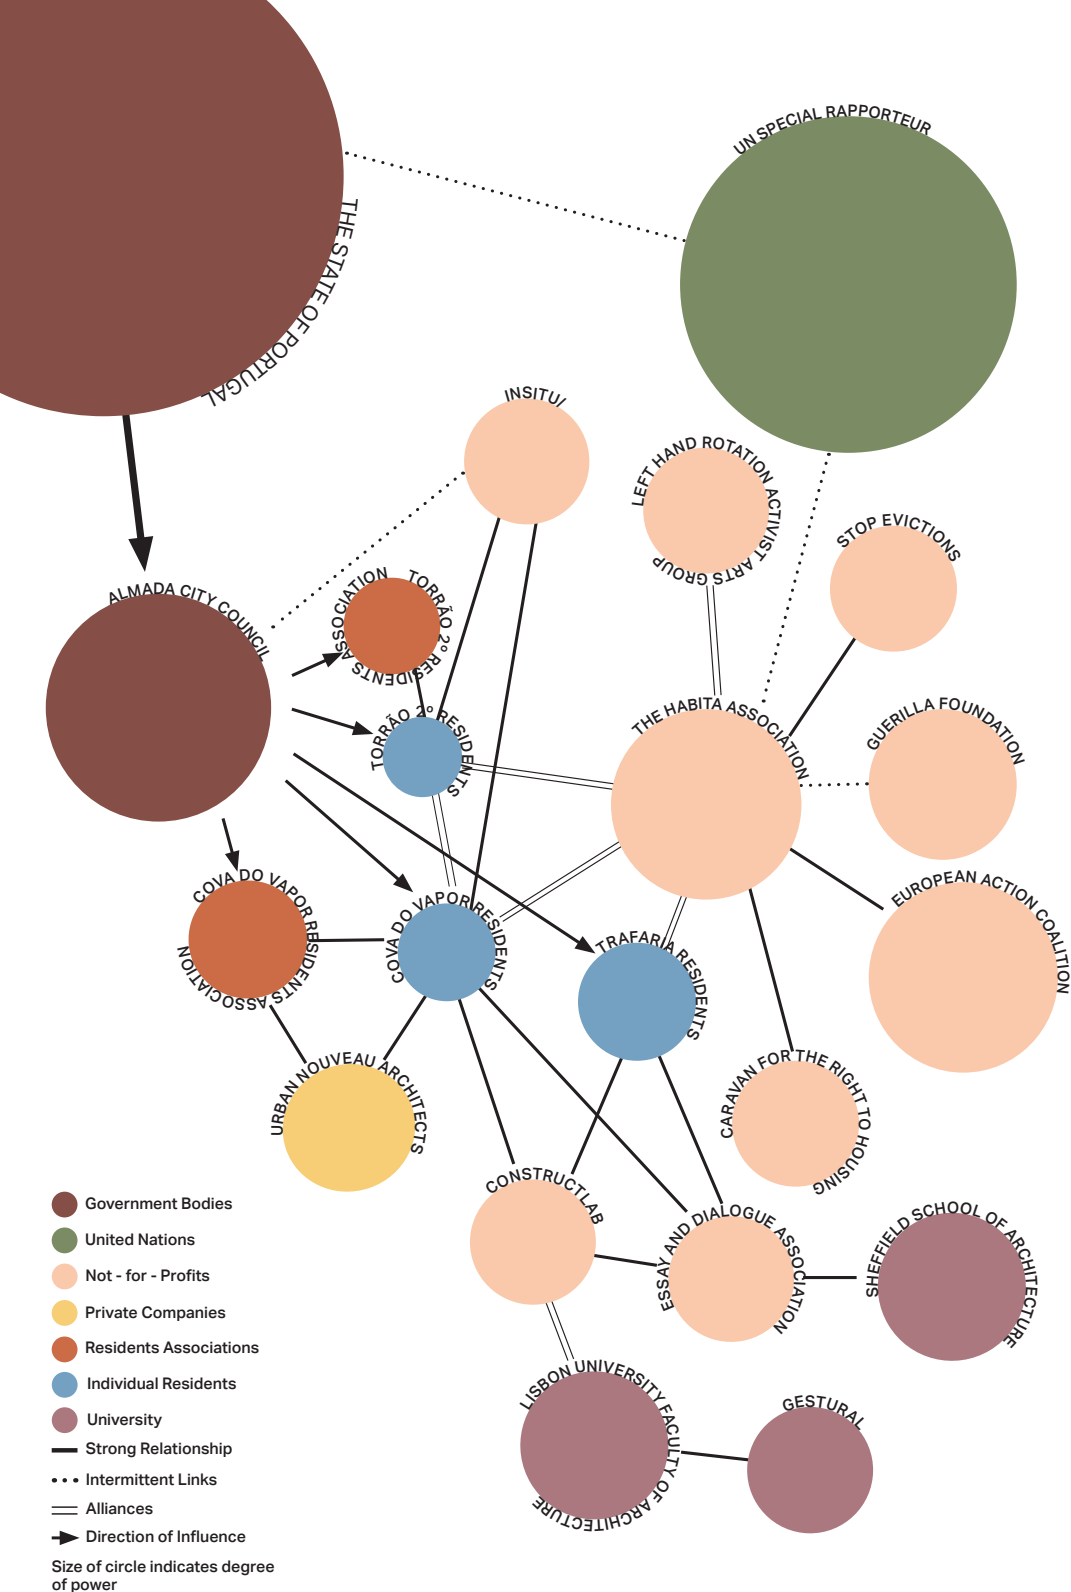 UN SPECIAL RAPPORTEUR
THE STATE OF PORTUGAL
INSITU/
LEFT HAND ROTATION ACTIVIST ARTS GROUP
STOP EVICTIONS
ALMADA CITY COUNCIL
TORRÃO 2º RESIDENTS ASSOCIATION
TORRÃO 2º RESIDENTS
THE HABITA ASSOCIATION
GUERILLA FOUNDATION
COVA DO VAPOR RESIDENTS ASSOCIATION
COVA DO VAPOR RESIDENTS
TRAFARIA RESIDENTS
EUROPEAN ACTION COALITION
URBAN NOUVEAU ARCHITECTS
CARAVAN FOR THE RIGHT TO HOUSING
CONSTRUCTLAB
ESSAY AND DIALOGUE ASSOCIATION
SHEFFIELD SCHOOL OF ARCHITECTURE
LISBON UNIVERSITY FACULTY OF ARCHITECTURE
GESTURAL
Government Bodies
United Nations
Not - for - Profits
Private Companies
Residents Associations
Individual Residents
University
Strong Relationship
Intermittent Links
Alliances
Direction of Influence
Size of circle indicates degree
of power